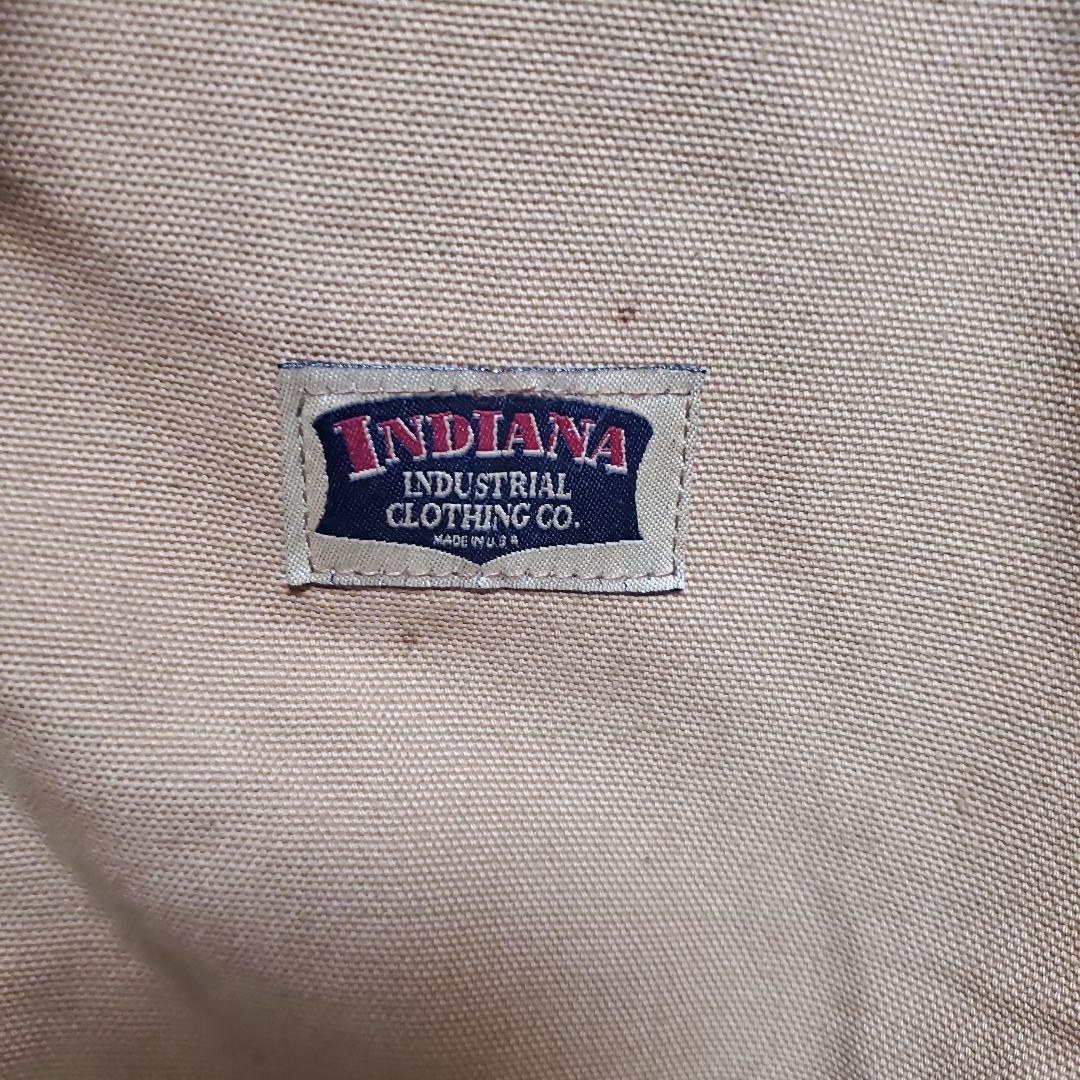 INDIANA
INDUSTRIAL
CLOTHING CO.
MADE IN U.S.A